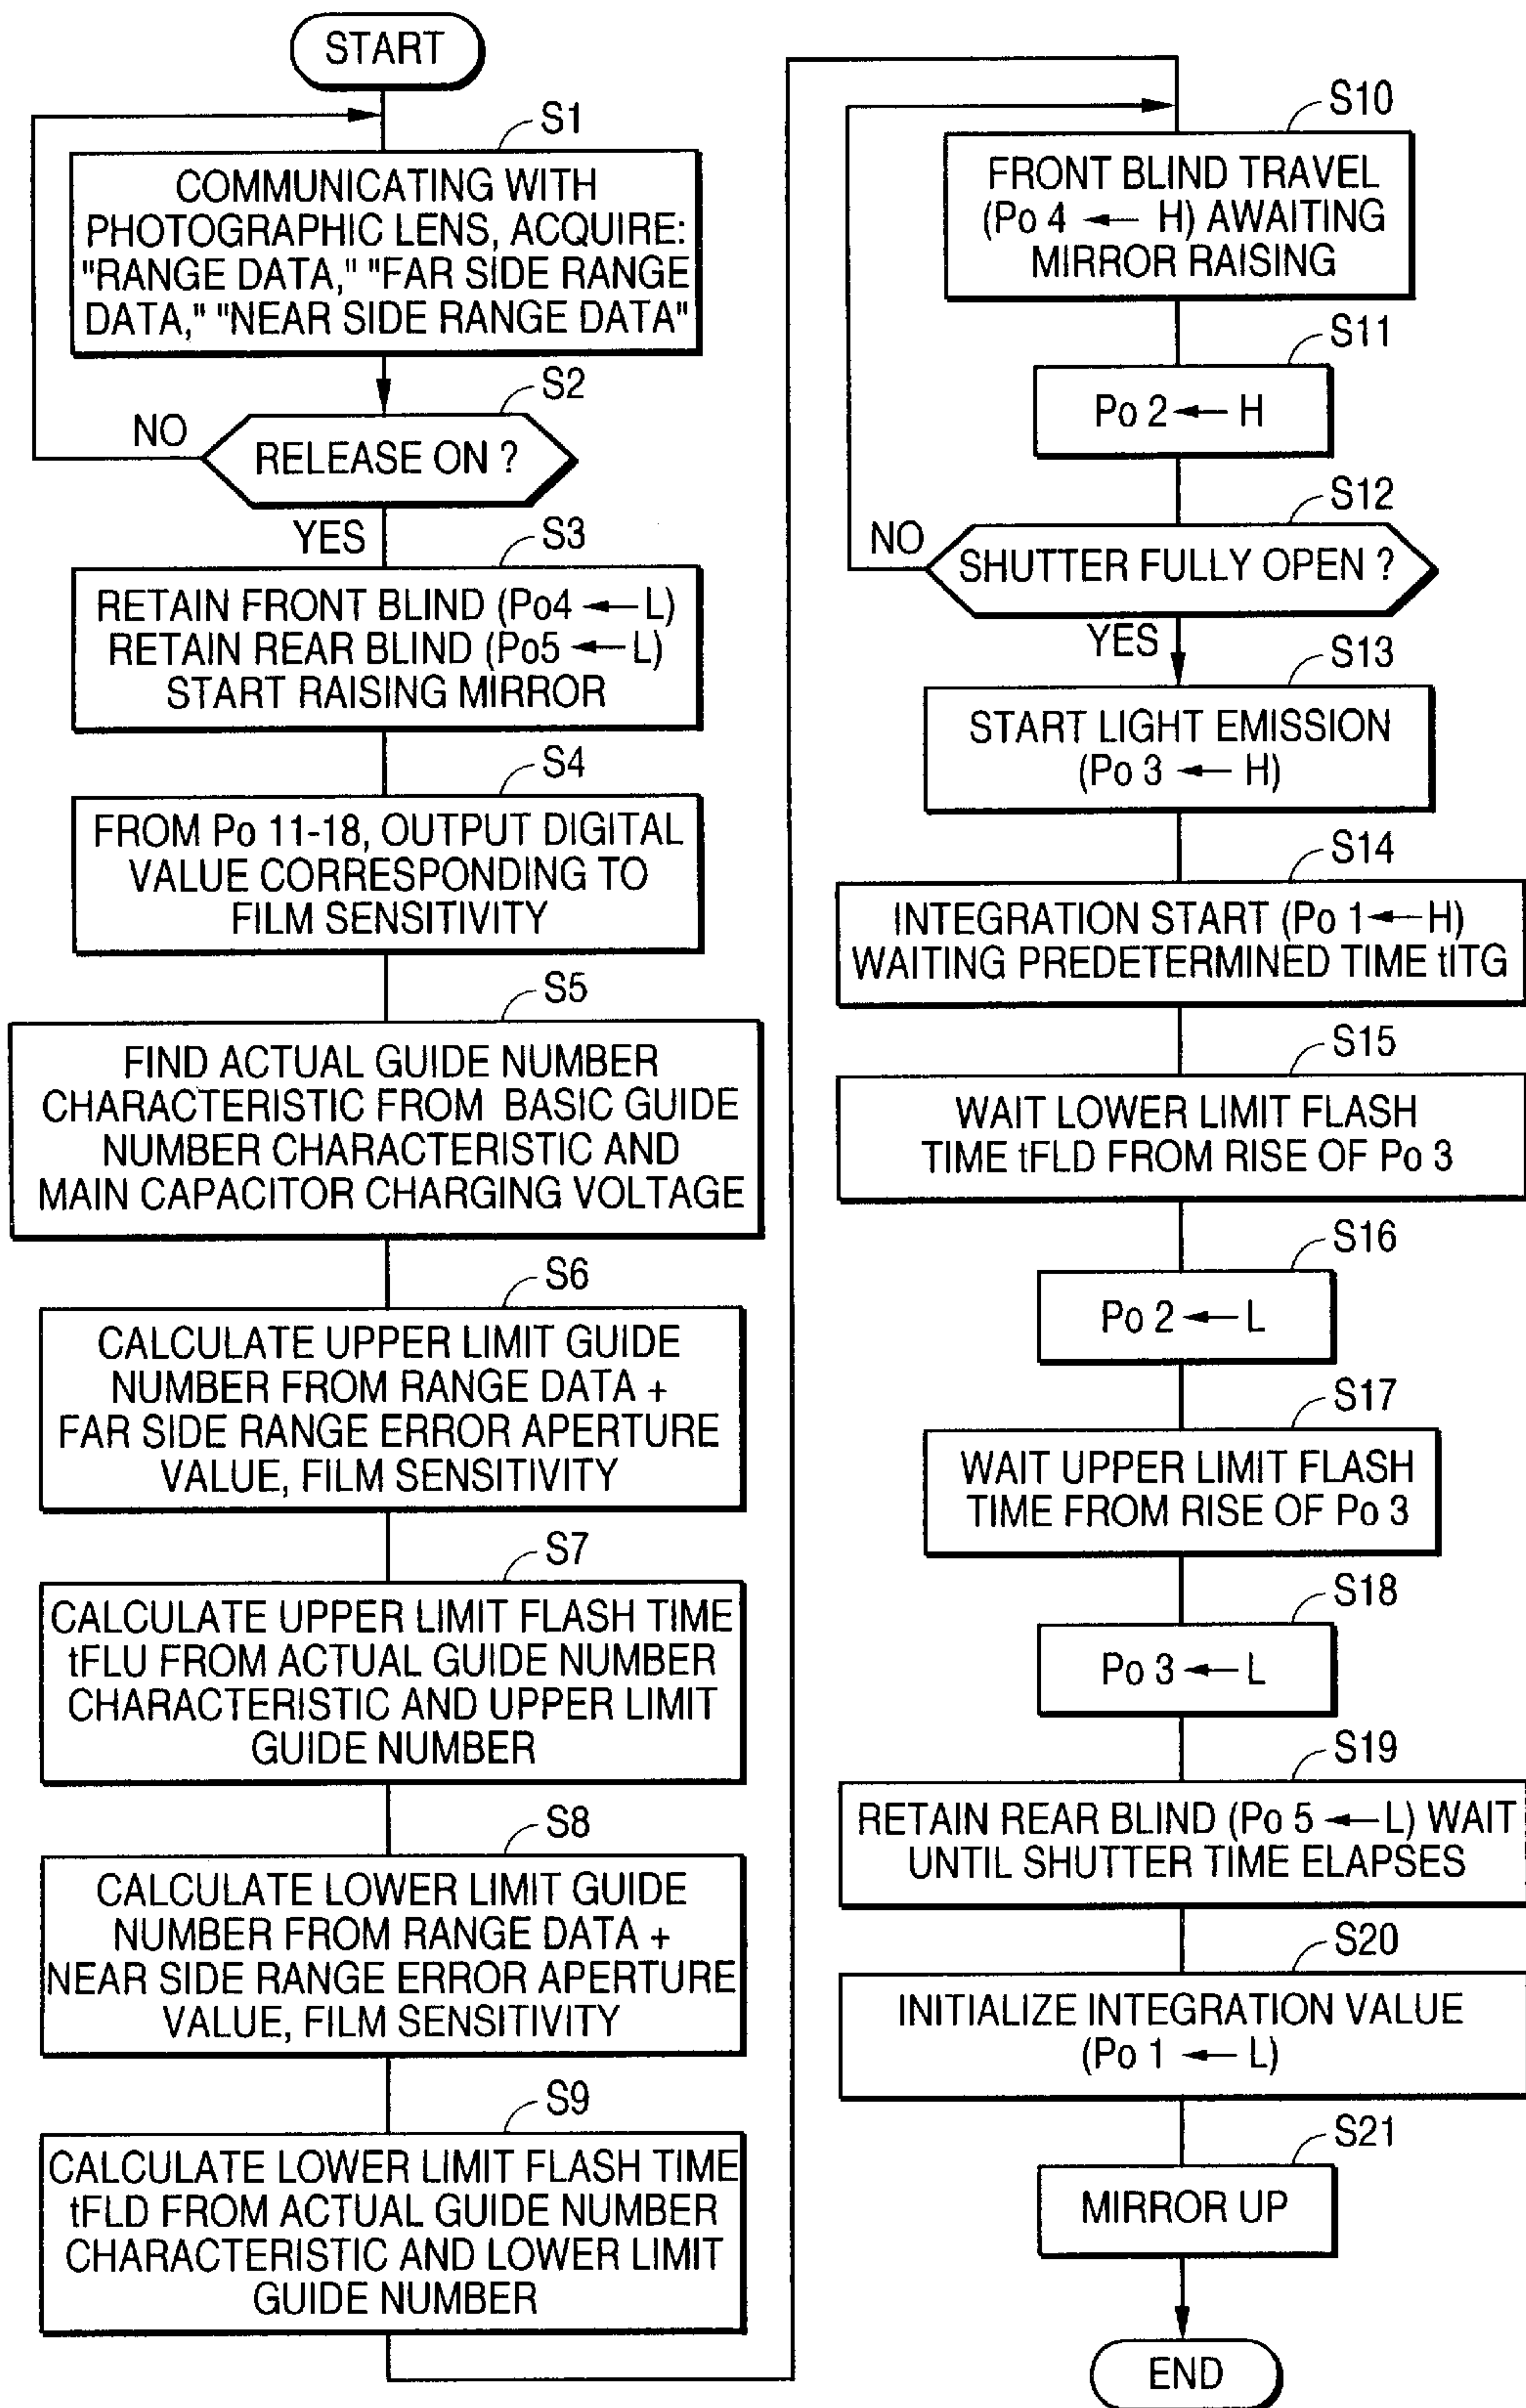 START
S1
COMMUNICATING WITH
PHOTOGRAPHIC LENS, ACQUIRE:
"RANGE DATA," "FAR SIDE RANGE
DATA," "NEAR SIDE RANGE DATA"
S2
NO
RELEASE ON ?
YES
S3
RETAIN FRONT BLIND (Po4 ← L)
RETAIN REAR BLIND (Po5 ← L)
START RAISING MIRROR
S4
FROM Po 11-18, OUTPUT DIGITAL
VALUE CORRESPONDING TO
FILM SENSITIVITY
S5
FIND ACTUAL GUIDE NUMBER
CHARACTERISTIC FROM BASIC GUIDE
NUMBER CHARACTERISTIC AND
MAIN CAPACITOR CHARGING VOLTAGE
S6
CALCULATE UPPER LIMIT GUIDE
NUMBER FROM RANGE DATA +
FAR SIDE RANGE ERROR APERTURE
VALUE, FILM SENSITIVITY
S7
CALCULATE UPPER LIMIT FLASH TIME
tFLU FROM ACTUAL GUIDE NUMBER
CHARACTERISTIC AND UPPER LIMIT
GUIDE NUMBER
S8
CALCULATE LOWER LIMIT GUIDE
NUMBER FROM RANGE DATA +
NEAR SIDE RANGE ERROR APERTURE
VALUE, FILM SENSITIVITY
S9
CALCULATE LOWER LIMIT FLASH TIME
tFLD FROM ACTUAL GUIDE NUMBER
CHARACTERISTIC AND LOWER LIMIT
GUIDE NUMBER
S10
FRONT BLIND TRAVEL
(Po 4 ← H) AWAITING
MIRROR RAISING
S11
Po 2 ← H
S12
NO
SHUTTER FULLY OPEN ?
YES
S13
START LIGHT EMISSION
(Po 3 ← H)
S14
INTEGRATION START (Po 1 ← H)
WAITING PREDETERMINED TIME tITG
S15
WAIT LOWER LIMIT FLASH
TIME tFLD FROM RISE OF Po 3
S16
Po 2 ← L
S17
WAIT UPPER LIMIT FLASH
TIME FROM RISE OF Po 3
S18
Po 3 ← L
S19
RETAIN REAR BLIND (Po 5 ← L) WAIT
UNTIL SHUTTER TIME ELAPSES
S20
INITIALIZE INTEGRATION VALUE
(Po 1 ← L)
S21
MIRROR UP
END